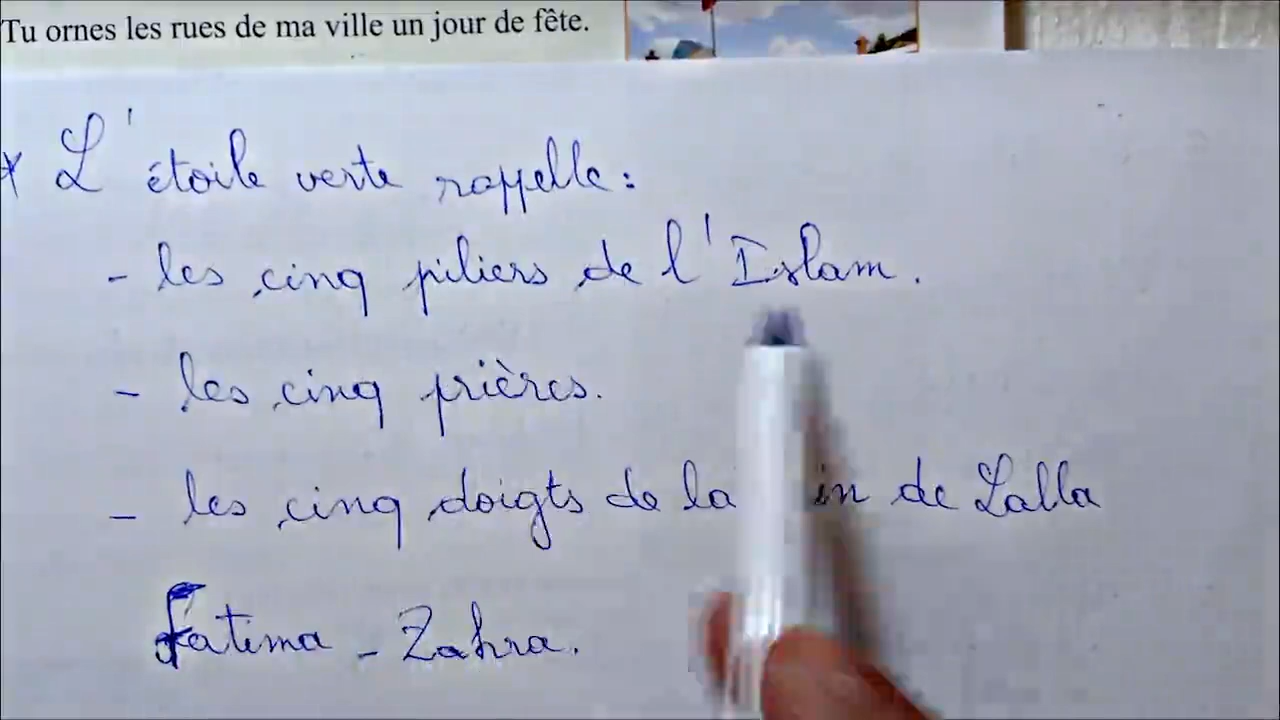 Tu ornes les rues de ma ville un jour de fête.
* L'étoile verte rappelle:
- les cinq piliers de l'Islam.
- les cinq prières.
- les cinq doigts de la in de Lalla
Fatima - Zahra.